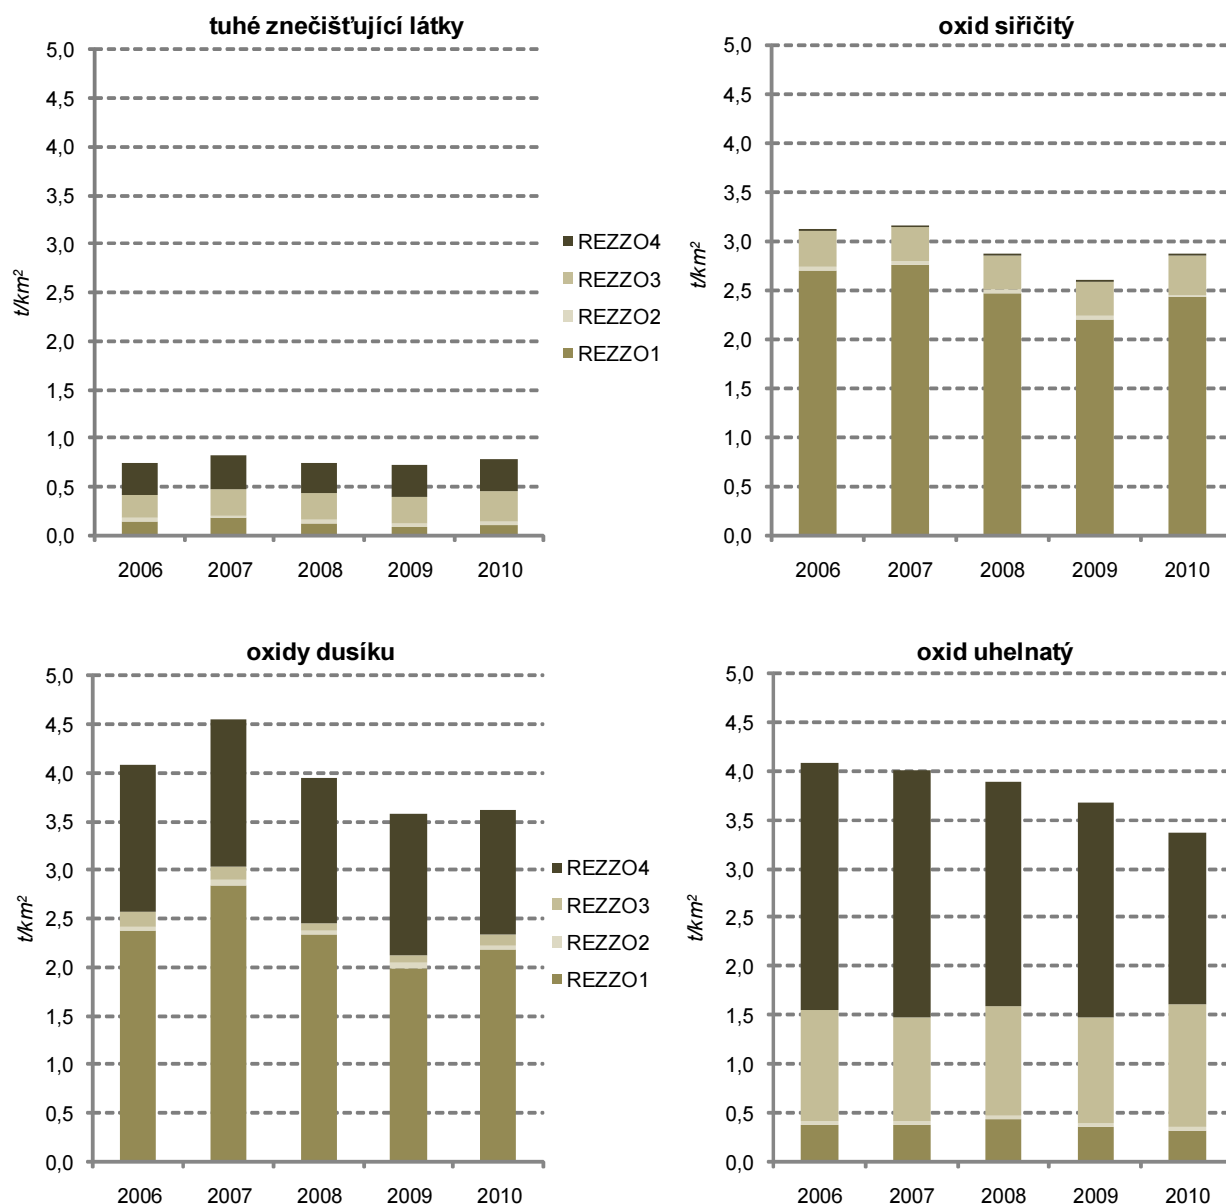 tuhé znečišťující látky
5,0
4,5
4,0
3,5
3,0
2,5
2,0
1,5
1,0
0,5
0,0
t/km²
2006 2007 2008 2009 2010
REZZO4
REZZO3
REZZO2
REZZO1
oxid siřičitý
5,0
4,5
4,0
3,5
3,0
2,5
2,0
1,5
1,0
0,5
0,0
t/km²
2006 2007 2008 2009 2010
oxidy dusíku
5,0
4,5
4,0
3,5
3,0
2,5
2,0
1,5
1,0
0,5
0,0
t/km²
2006 2007 2008 2009 2010
REZZO4
REZZO3
REZZO2
REZZO1
oxid uhelnatý
5,0
4,5
4,0
3,5
3,0
2,5
2,0
1,5
1,0
0,5
0,0
t/km²
2006 2007 2008 2009 2010